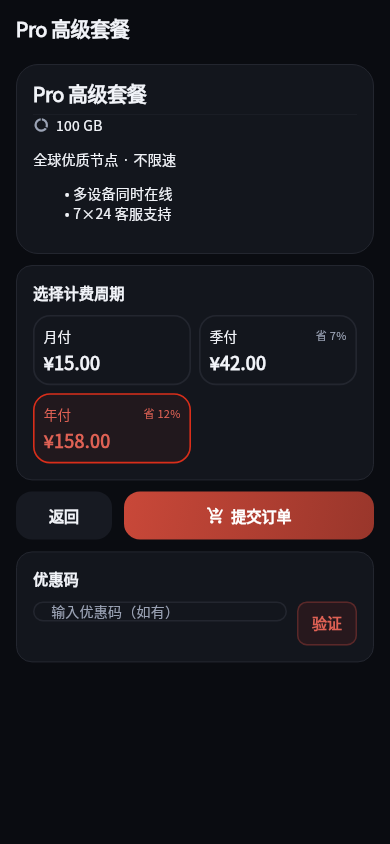 Pro 高级套餐
Pro 高级套餐
100 GB
全球优质节点 · 不限速
• 多设备同时在线
• 7×24 客服支持
选择计费周期
月付
¥15.00
季付 省 7%
¥42.00
年付 省 12%
¥158.00
返回
提交订单
优惠码
输入优惠码（如有）
验证